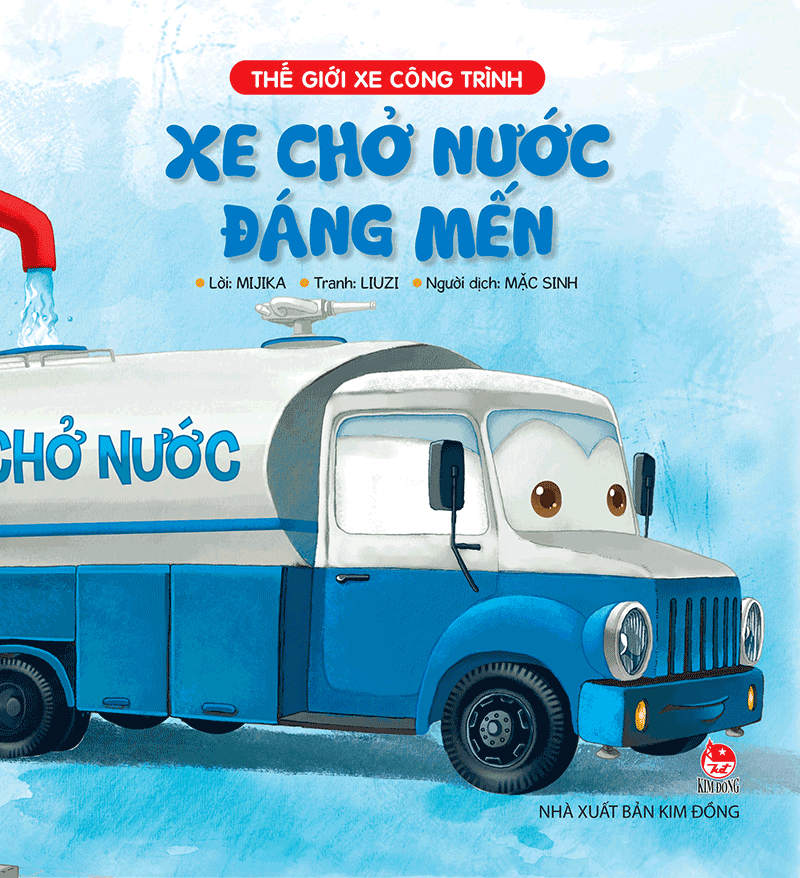 THẾ GIỚI XE CÔNG TRÌNH
XE CHỞ NƯỚC
ĐÁNG MẾN
Lời: MIJIKA Tranh: LIUZI Người dịch: MẶC SINH
CHỞ NƯỚC
KIM ĐỒNG
NHÀ XUẤT BẢN KIM ĐỒNG